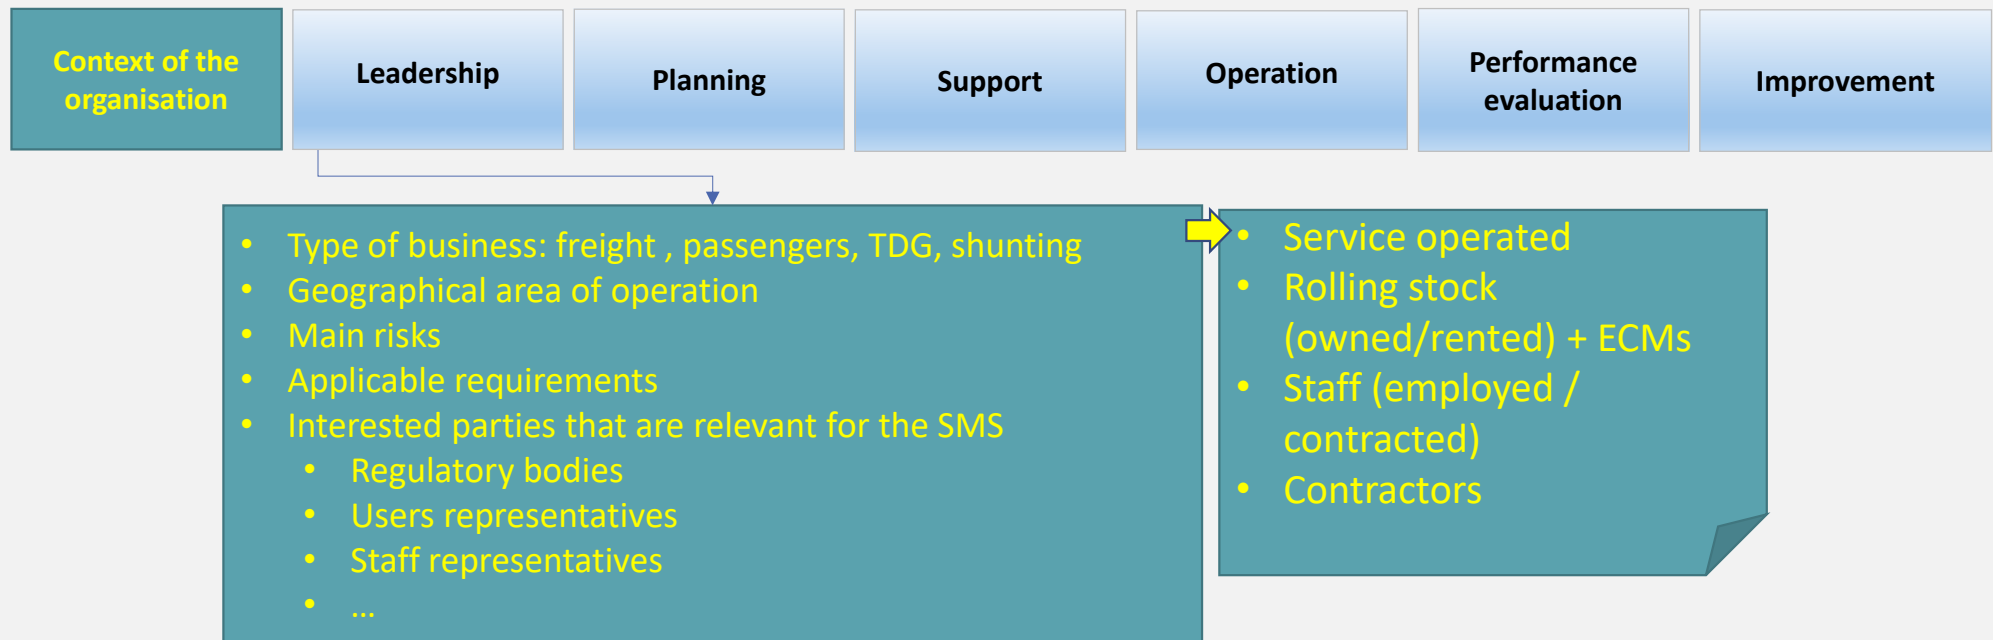 Context of the
organisation
Leadership
Planning
Support
Operation
Performance
evaluation
Improvement
• Type of business: freight , passengers, TDG, shunting
• Geographical area of operation
• Main risks
• Applicable requirements
• Interested parties that are relevant for the SMS
• Regulatory bodies
• Users representatives
• Staff representatives
• ...
• Service operated
• Rolling stock
(owned/rented) + ECMs
• Staff (employed /
contracted)
• Contractors